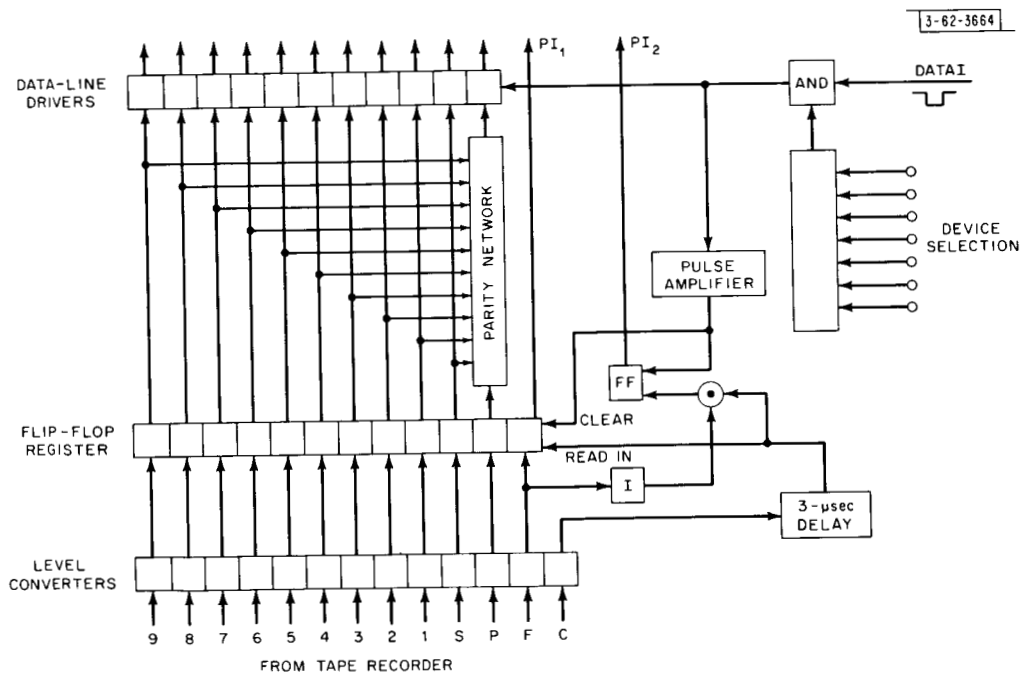 3-62-3664
PI1
PI2
DATA-LINE
DRIVERS
AND
DATAI
PARITY NETWORK
DEVICE
SELECTION
PULSE
AMPLIFIER
FF
CLEAR
FLIP-FLOP
REGISTER
READ IN
I
3-μsec
DELAY
LEVEL
CONVERTERS
9 8 7 6 5 4 3 2 1 S P F C
FROM TAPE RECORDER